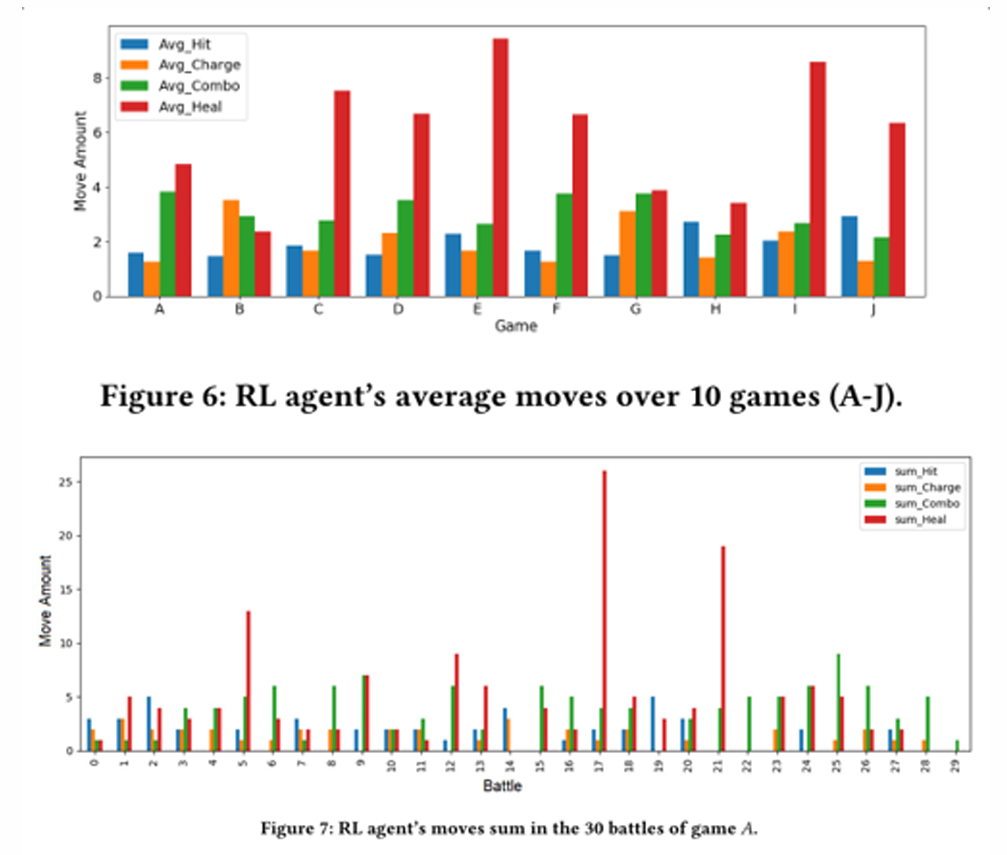 Avg_Hit
Avg_Charge
Avg_Combo
Avg_Heal
8
6
4
2
0
Move Amount
A B C D E F G H I J
Game
Figure 6: RL agent's average moves over 10 games (A-J).
sum_Hit
sum_Charge
sum_Combo
sum_Heal
25
20
15
10
5
0
Move Amount
0 1 2 3 4 5 6 7 8 9 10 11 12 13 14 15 16 17 18 19 20 21 22 23 24 25 26 27 28 29
Battle
Figure 7: RL agent's moves sum in the 30 battles of game A.